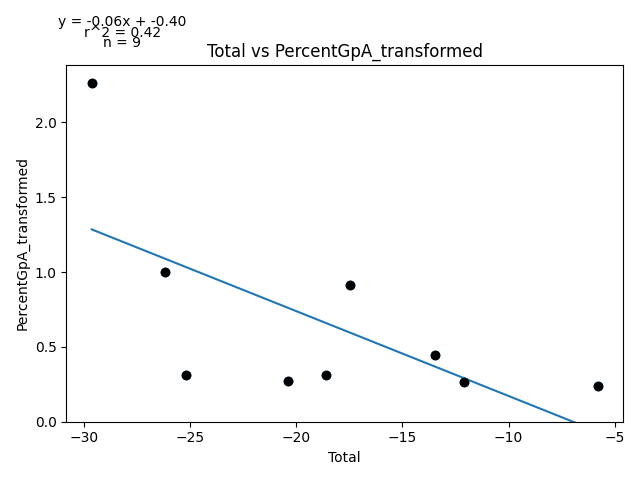 y = -0.06x + -0.40
r^2 = 0.42
n = 9
Total vs PercentGpA_transformed
PercentGpA_transformed
2.0
1.5
1.0
0.5
0.0
−30
−25
−20
−15
−10
−5
Total